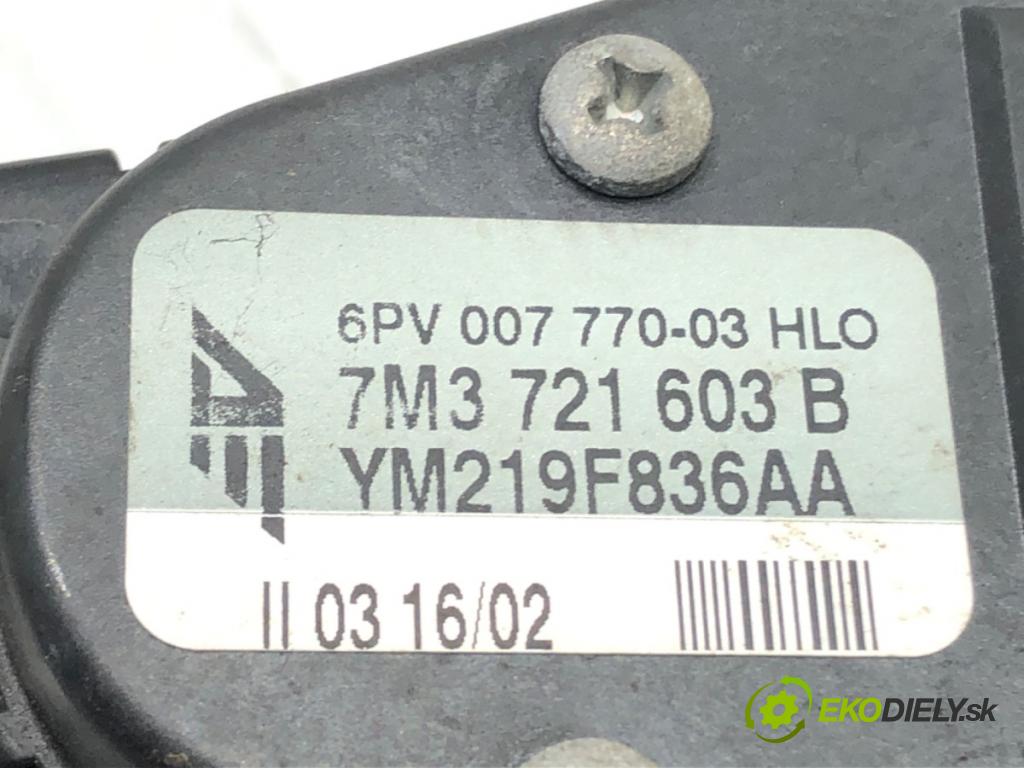 6PV 007 770-03 HLO
7M3 721 603 B
YM219F836AA
II 03 16/02
EKODIELY.sk